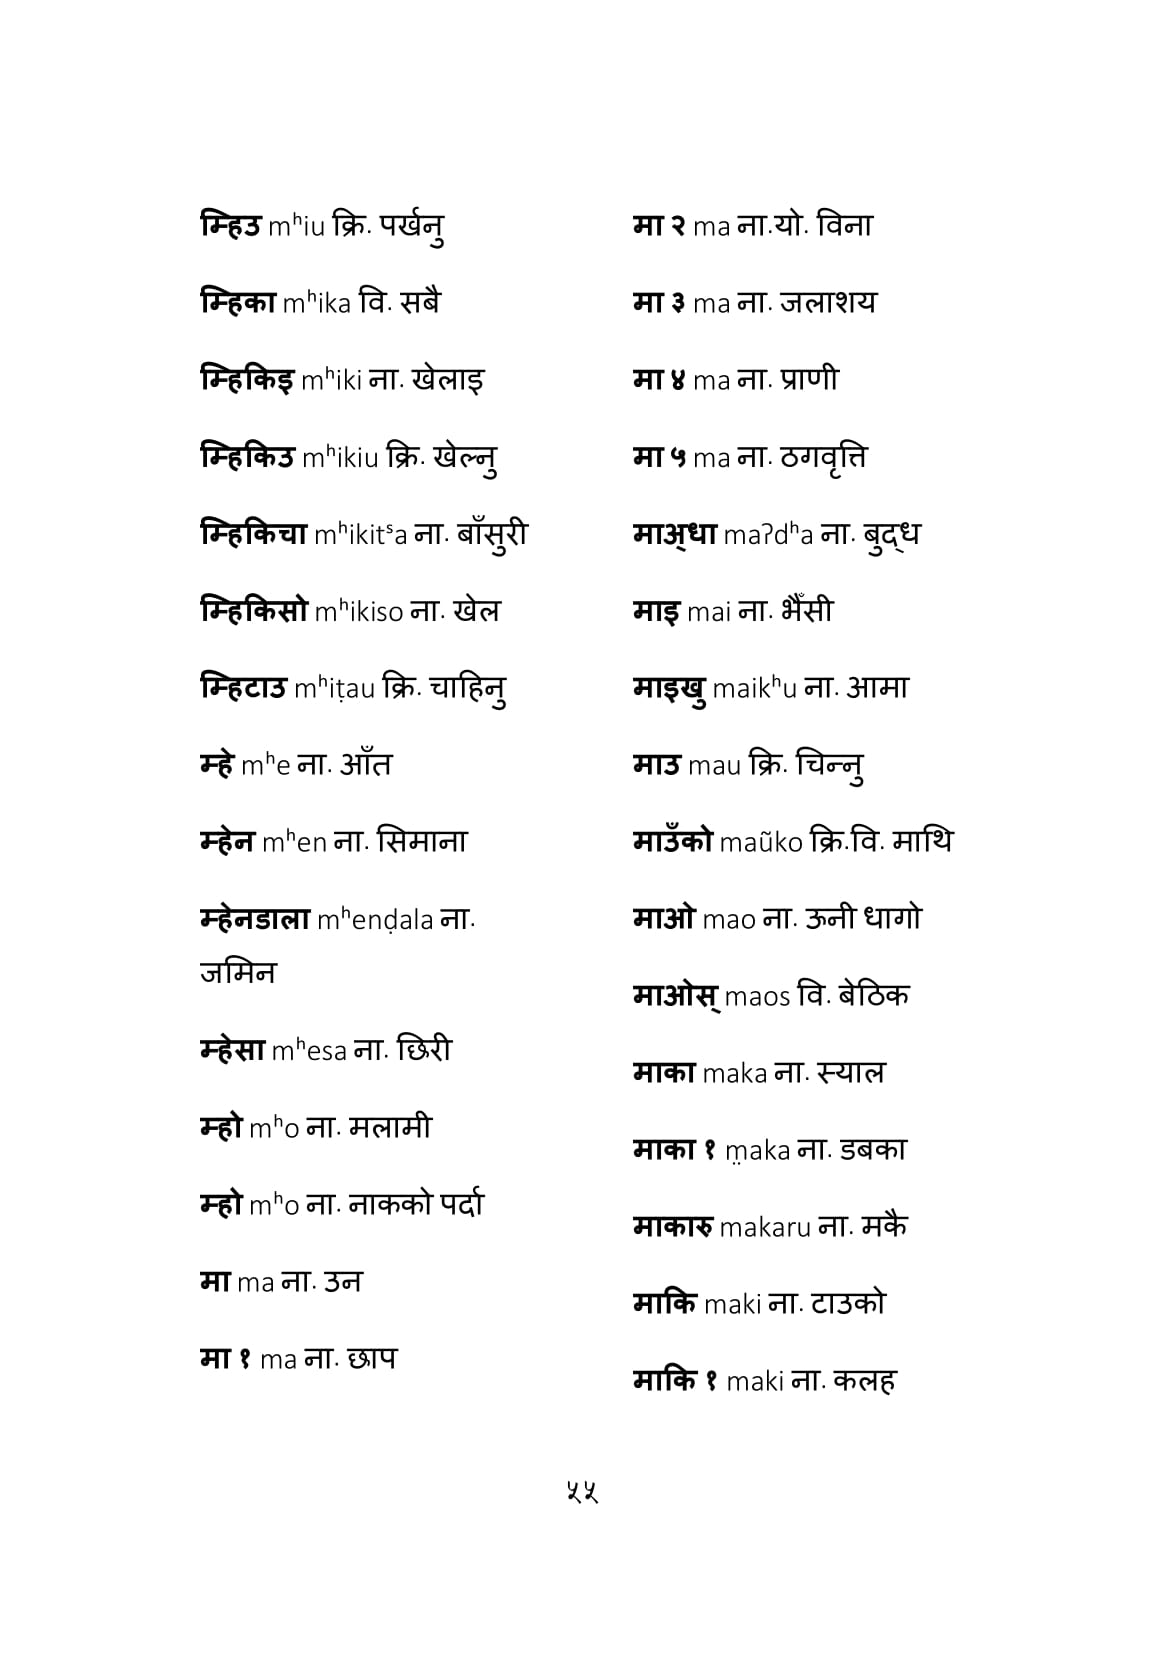 म्हिउ mʰiu क्रि. पर्खनु
म्हिका mʰika वि. सबै
म्हिकिइ mʰiki ना. खेलाइ
म्हिकिउ mʰikiu क्रि. खेल्नु
म्हिकिचा mʰikitˢa ना. बाँसुरी
म्हिकिसो mʰikiso ना. खेल
म्हिटाउ mʰiṭau क्रि. चाहिनु
म्हे mʰe ना. आँत
म्हेन mʰen ना. सिमाना
म्हेनडाला mʰenḍala ना.
जमिन
म्हेसा mʰesa ना. छिरी
म्हो mʰo ना. मलामी
म्हो mʰo ना. नाकको पर्दा
मा ma ना. उन
मा १ ma ना. छाप
मा २ ma ना.यो. विना
मा ३ ma ना. जलाशय
मा ४ ma ना. प्राणी
मा ५ ma ना. ठगवृत्ति
माअ्धा maʔdʰa ना. बुद्ध
माइ mai ना. भैँसी
माइखु maikʰu ना. आमा
माउ mau क्रि. चिन्नु
माउँको maũko क्रि.वि. माथि
माओ mao ना. ऊनी धागो
माओस् maos वि. बेठिक
माका maka ना. स्याल
माका १ m̤aka ना. डबका
माकारु makaru ना. मकै
माकि maki ना. टाउको
माकि १ maki ना. कलह
५५